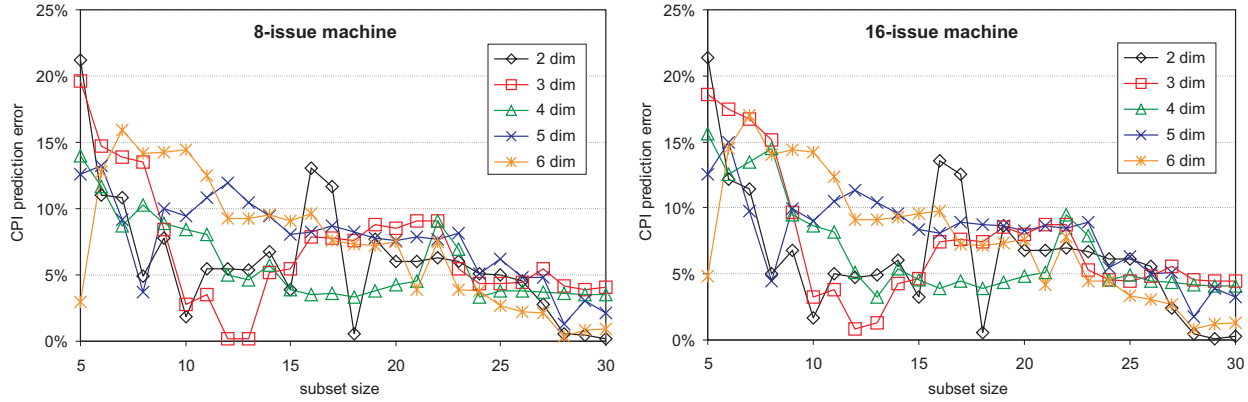 8-issue machine
CPI prediction error
25%
20%
15%
10%
5%
0%
5 10 15 20 25 30
subset size
2 dim
3 dim
4 dim
5 dim
6 dim
16-issue machine
CPI prediction error
25%
20%
15%
10%
5%
0%
5 10 15 20 25 30
subset size
2 dim
3 dim
4 dim
5 dim
6 dim